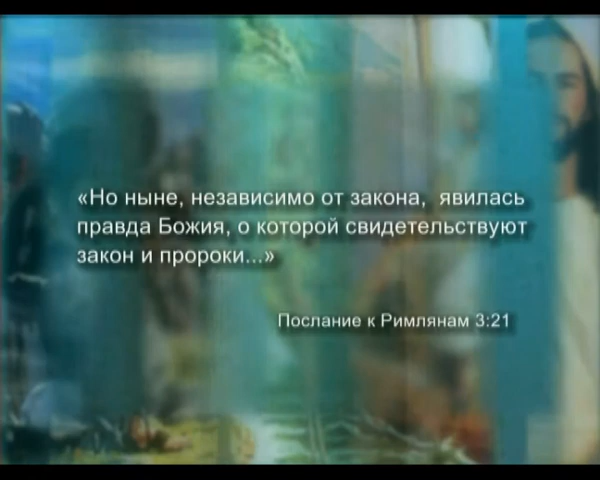 «Но ныне, независимо от закона, явилась
правда Божия, о которой свидетельствуют
закон и пророки...»
Послание к Римлянам 3:21